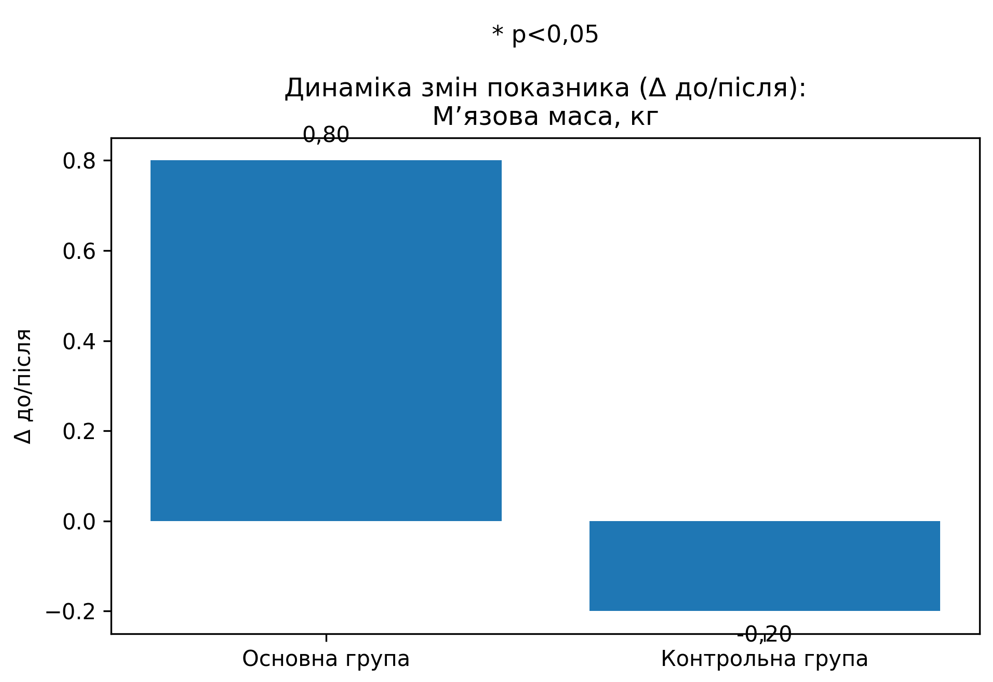 * p<0,05
Динаміка змін показника (Δ до/після):
М’язова маса, кг
0,80
0.8
0.6
0.4
0.2
0.0
−0.2
Δ до/після
-0,20
Основна група
Контрольна група